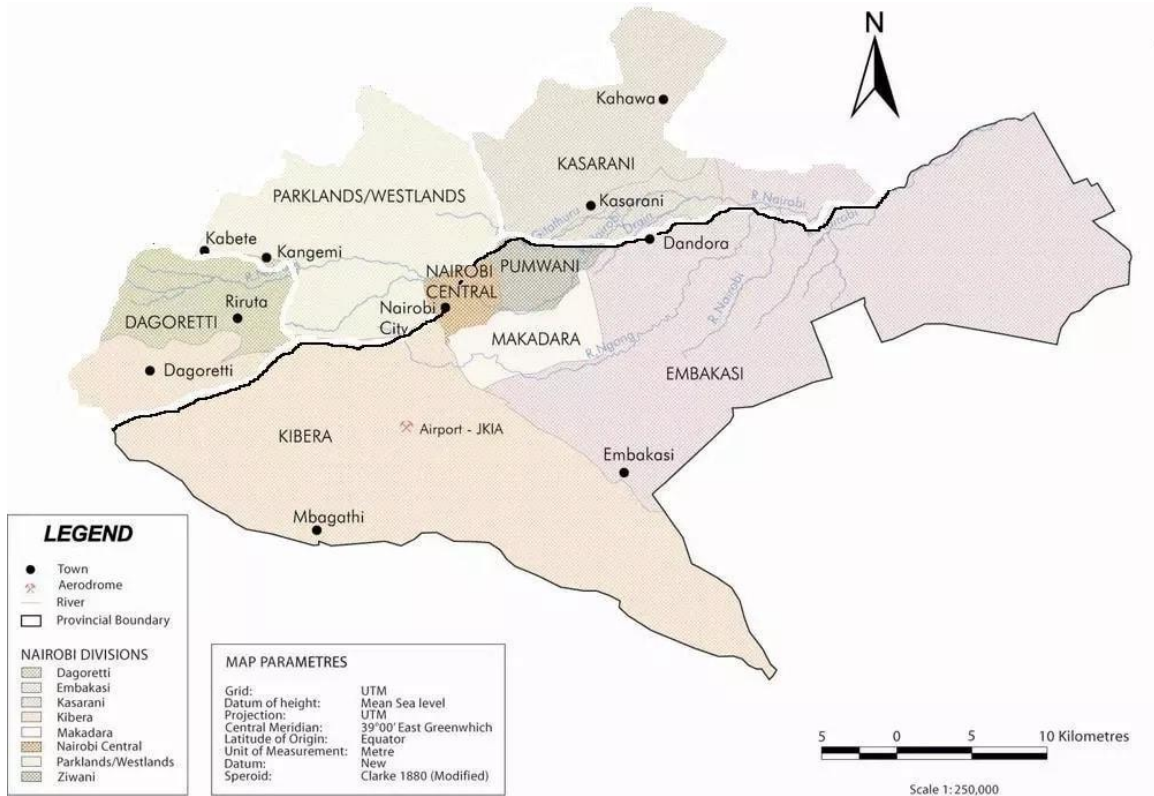 N
Kahawa
KASARANI
PARKLANDS/WESTLANDS
Kasarani
R.Nairobi
Gitathuru
R.Nairobi
Drain
Dandora
Kabete
Kangemi
PUMWANI
NAIROBI
CENTRAL
Riruta
DAGORETTI
Nairobi
City
R.Nairobi
MAKADARA
R.Ngong
Dagoretti
EMBAKASI
KIBERA
Airport - JKIA
Embakasi
Mbagathi
LEGEND
Town
Aerodrome
River
Provincial Boundary
NAIROBI DIVISIONS
Dagoretti
Embakasi
Kasarani
Kibera
Makadara
Nairobi Central
Parklands/Westlands
Ziwani
MAP PARAMETRES
Grid: UTM
Datum of height: Mean Sea level
Projection: UTM
Central Meridian: 39°00' East Greenwhich
Latitude of Origin: Equator
Unit of Measurement: Metre
Datum: New
Speroid: Clarke 1880 (Modified)
5 0 5 10 Kilometres
Scale 1: 250,000